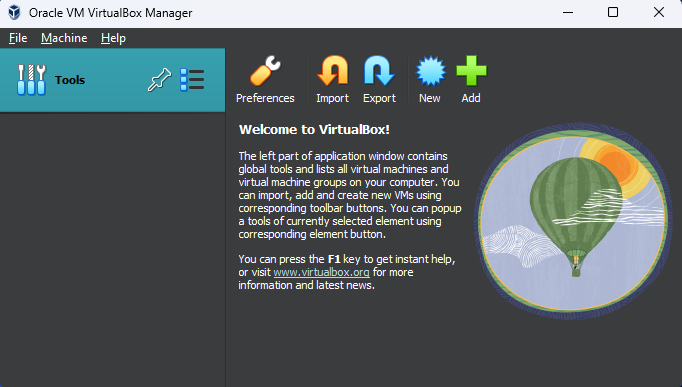 Oracle VM VirtualBox Manager
File Machine Help
Tools
Preferences Import Export New Add
Welcome to VirtualBox!
The left part of application window contains
global tools and lists all virtual machines and
virtual machine groups on your computer. You
can import, add and create new VMs using
corresponding toolbar buttons. You can popup
a tools of currently selected element using
corresponding element button.
You can press the F1 key to get instant help,
or visit www.virtualbox.org for more
information and latest news.